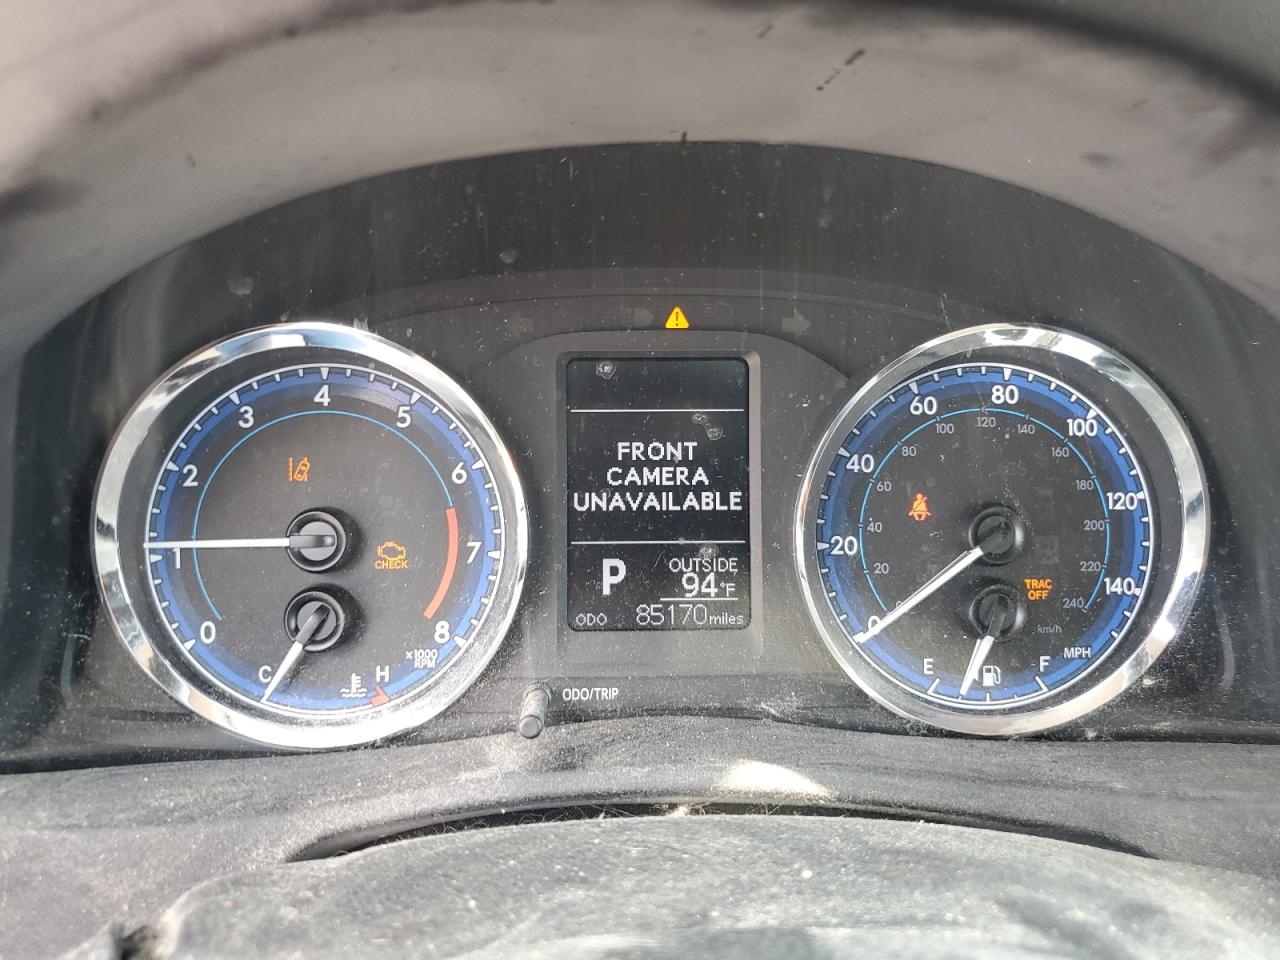 FRONT
CAMERA
UNAVAILABLE
P
OUTSIDE
94°F
ODO 85170 miles
ODO/TRIP
0
1
2
3
4
5
6
7
8
x1000
RPM
CHECK
C
H
0
20
40
60
80
100
120
140
MPH
20
40
60
80
100
120
140
160
180
200
220
240
km/h
TRAC
OFF
E
F